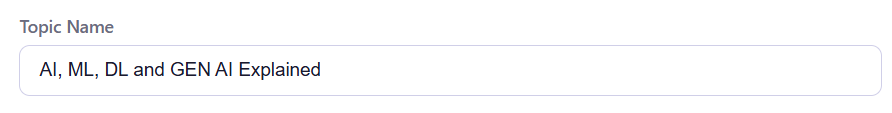 Topic Name
AI, ML, DL and GEN AI Explained